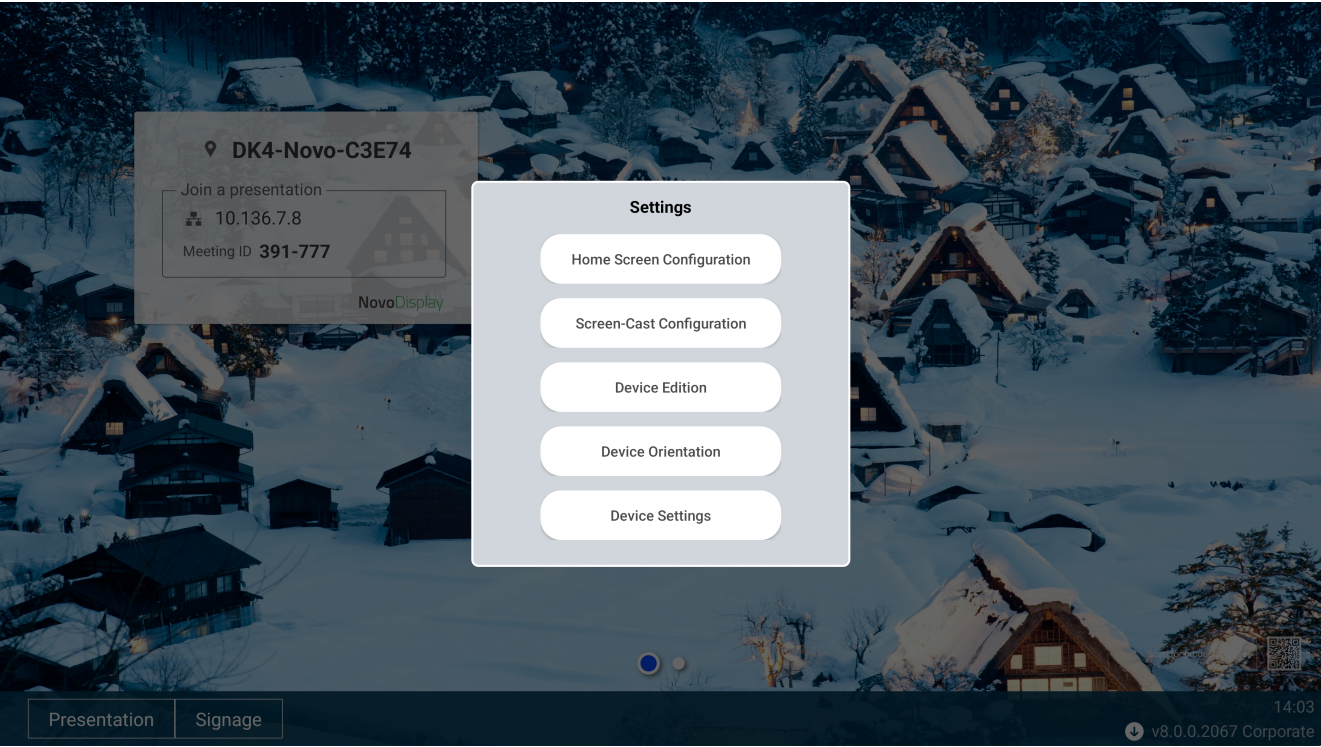 DK4-Novo-C3E74
Join a presentation
10.136.7.8
Meeting ID 391-777
NovoDisplay
Settings
Home Screen Configuration
Screen-Cast Configuration
Device Edition
Device Orientation
Device Settings
Presentation
Signage
14:03
v8.0.0.2067 Corporate